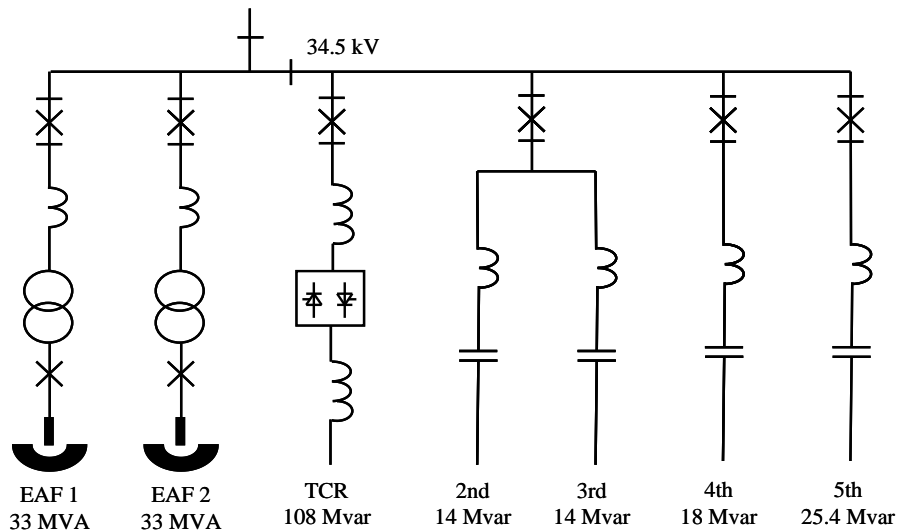 34.5 kV
EAF 1
33 MVA
EAF 2
33 MVA
TCR
108 Mvar
2nd
14 Mvar
3rd
14 Mvar
4th
18 Mvar
5th
25.4 Mvar